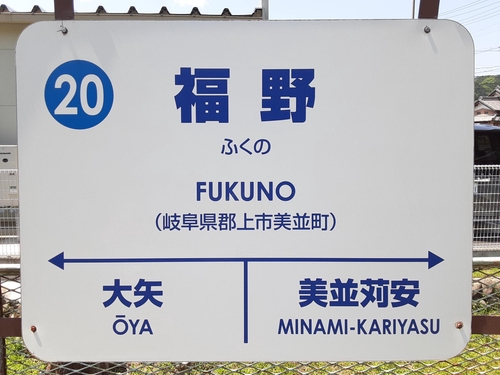 20
福野
ふくの
FUKUNO
(岐阜県郡上市美並町)
大矢
ŌYA
美並苅安
MINAMI-KARIYASU